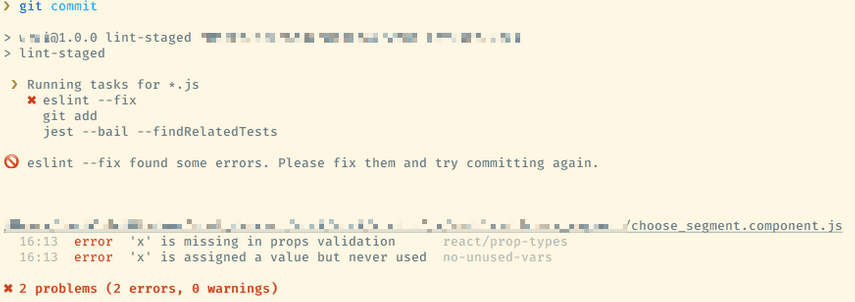 ❯ git commit
> @1.0.0 lint-staged
> lint-staged
❯ Running tasks for *.js
✖ eslint --fix
git add
jest --bail --findRelatedTests
🚫 eslint --fix found some errors. Please fix them and try committing again.
/choose_segment.component.js
16:13 error 'x' is missing in props validation react/prop-types
16:13 error 'x' is assigned a value but never used no-unused-vars
✖ 2 problems (2 errors, 0 warnings)